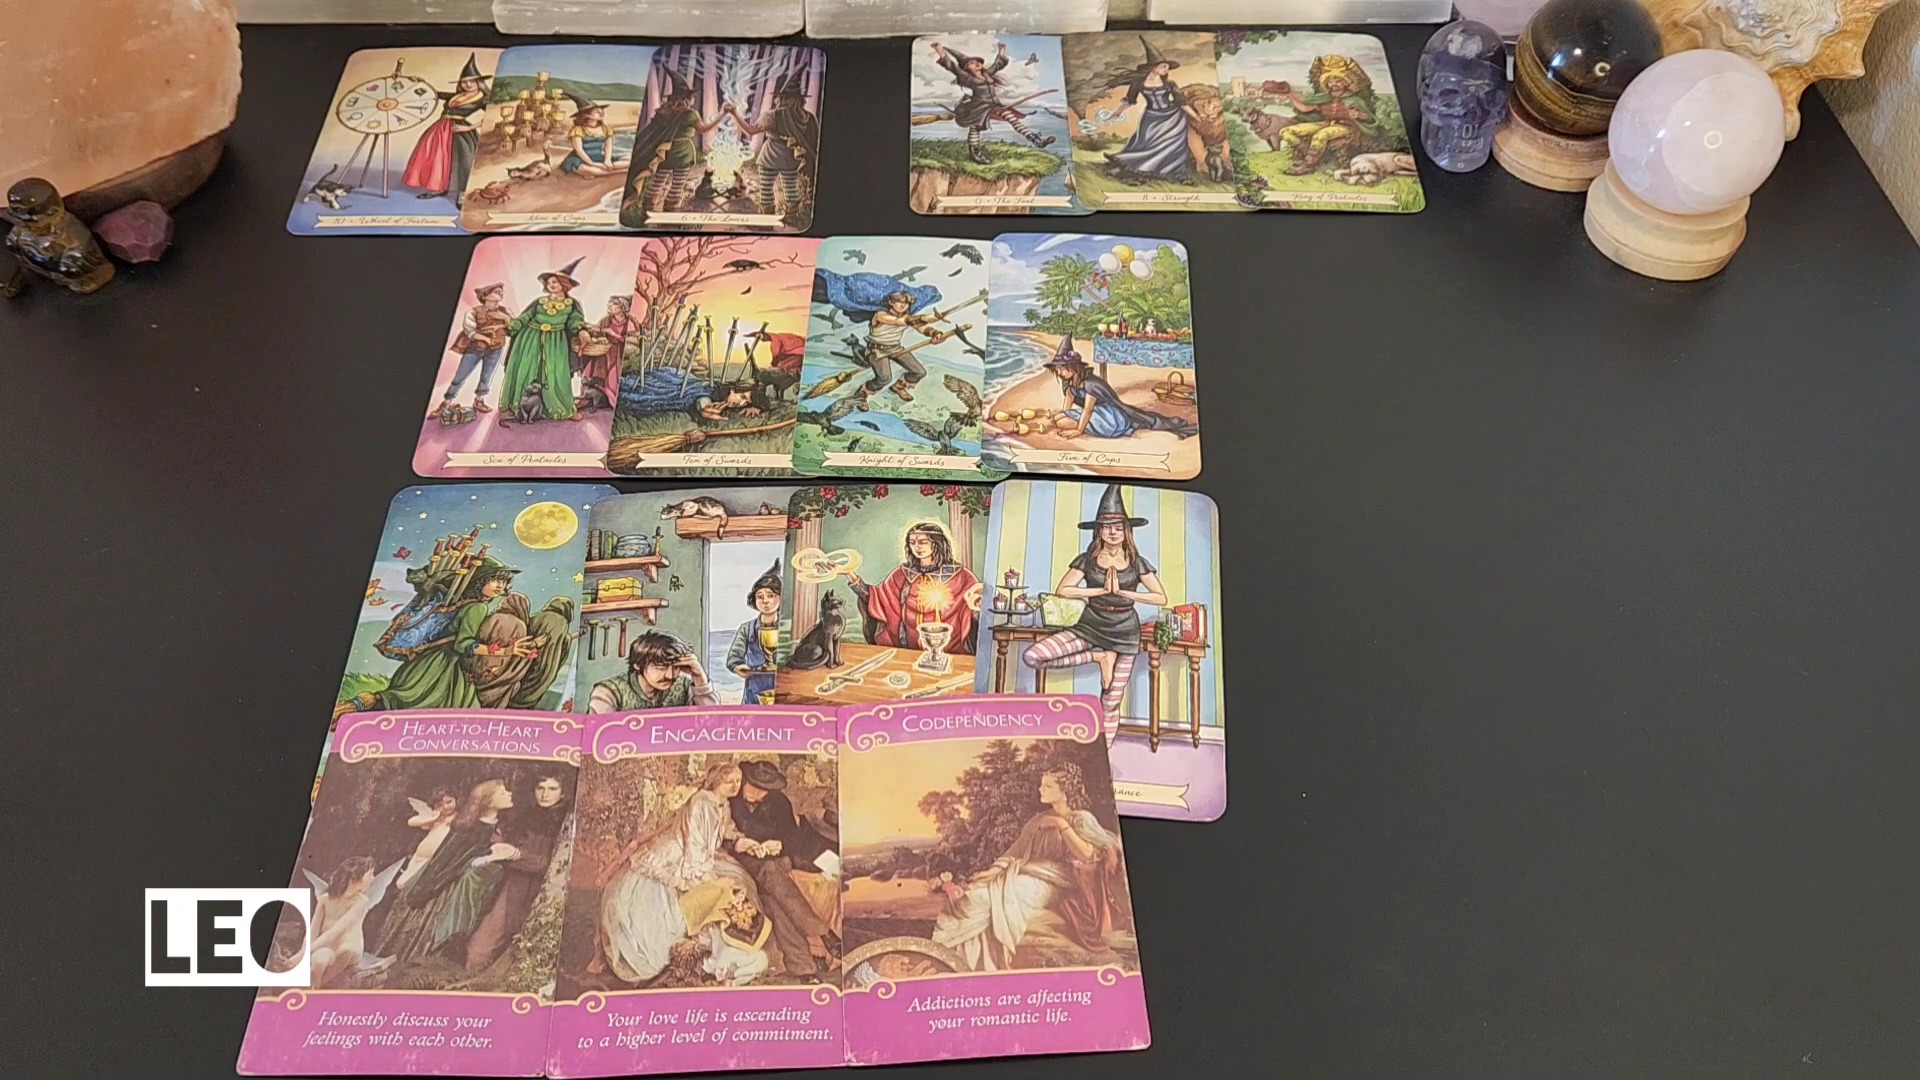 10 • Wheel of Fortune
Nine of Cups
6 • The Lovers
0 • The Fool
8 • Strength
King of Pentacles
Six of Pentacles
Ten of Swords
Knight of Swords
Five of Cups
HEART-TO-HEART
CONVERSATIONS
ENGAGEMENT
CODEPENDENCY
rance
LEO
Honestly discuss your
feelings with each other.
Your love life is ascending
to a higher level of commitment.
Addictions are affecting
your romantic life.